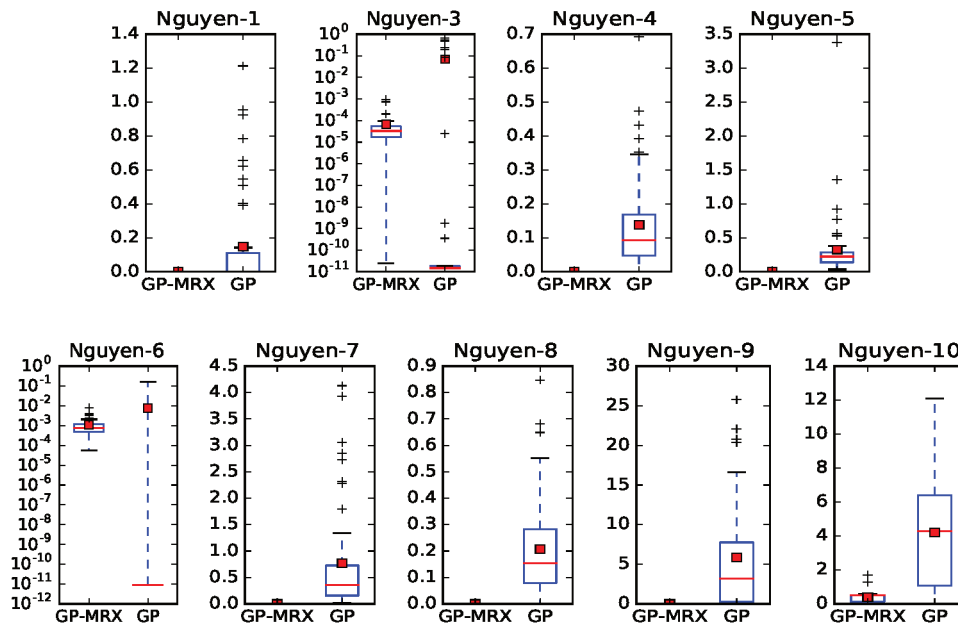 Nguyen-1 Nguyen-3 Nguyen-4 Nguyen-5
1.4 10^0 0.7 3.5
1.2 10^-1 0.6 3.0
1.0 10^-2 0.5 2.5
0.8 10^-3 0.4 2.0
0.6 10^-4 0.3 1.5
0.4 10^-5 0.2 1.0
0.2 10^-6 0.1 0.5
0.0 10^-7 0.0 0.0
10^-8
10^-9
10^-10
10^-11
GP-MRX GP GP-MRX GP GP-MRX GP GP-MRX GP
Nguyen-6 Nguyen-7 Nguyen-8 Nguyen-9 Nguyen-10
10^0 4.5 0.9 30 14
10^-1 4.0 0.8 25 12
10^-2 3.5 0.7 20 10
10^-3 3.0 0.6 15 8
10^-4 2.5 0.5 10 6
10^-5 2.0 0.4 5 4
10^-6 1.5 0.3 0 2
10^-7 1.0 0.2 0
10^-8 0.5 0.1
10^-9 0.0 0.0
10^-10
10^-11
10^-12
GP-MRX GP GP-MRX GP GP-MRX GP GP-MRX GP GP-MRX GP